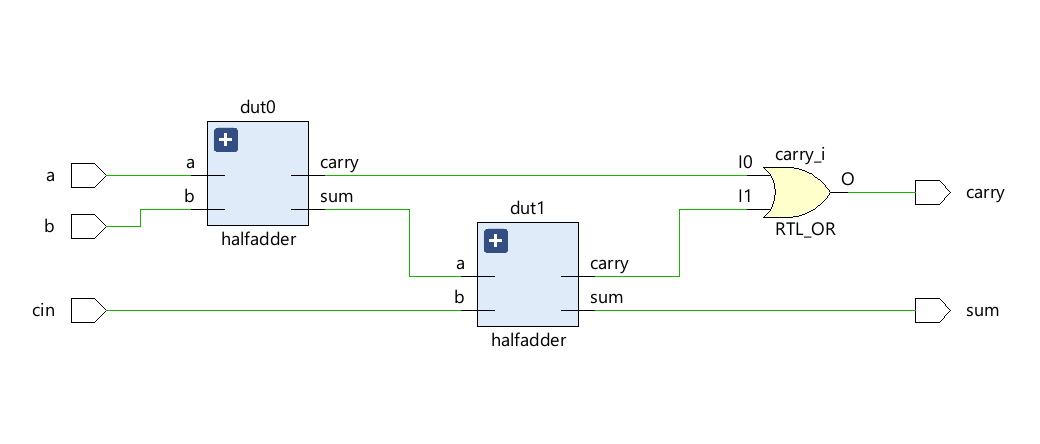 dut0
a
a
carry
b
sum
b
halfadder
dut1
a
carry
cin
b
sum
halfadder
carry_i
I0
I1
O
RTL_OR
carry
sum